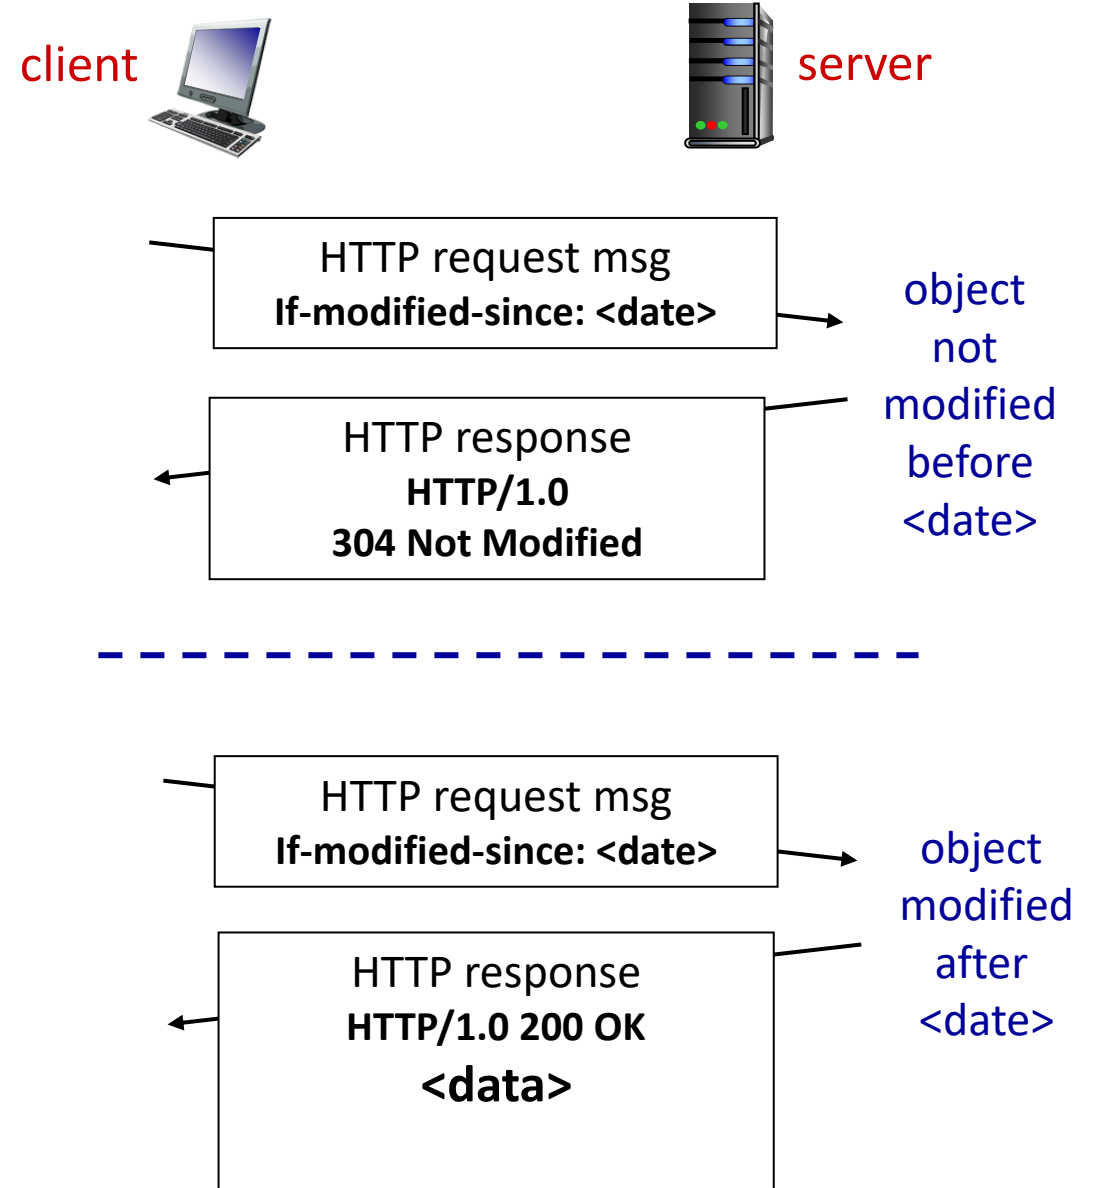 client
server
HTTP request msg
If-modified-since: <date>
object
not
modified
before
<date>
HTTP response
HTTP/1.0
304 Not Modified
HTTP request msg
If-modified-since: <date>
object
modified
after
<date>
HTTP response
HTTP/1.0 200 OK
<data>